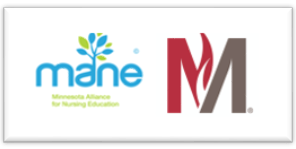 mane ©
Minnesota Alliance
for Nursing Education
M ®